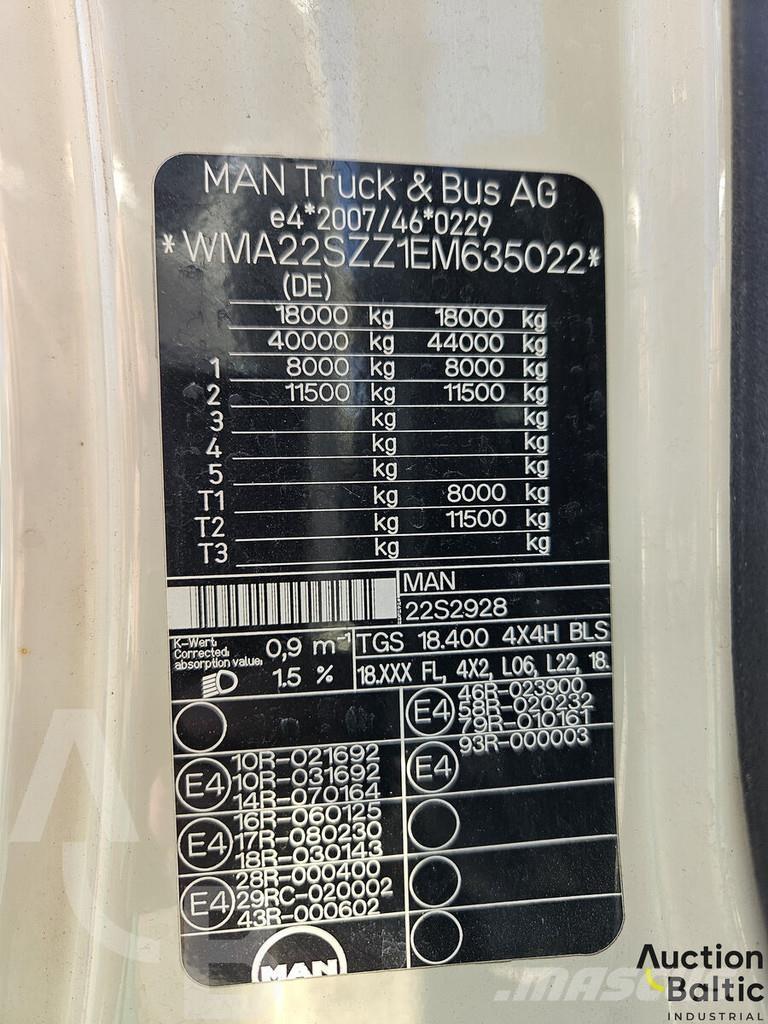 MAN Truck & Bus AG
e4*2007/46*0229
*WMA22SZZ1EM635022*
(DE)
18000 kg 18000 kg
40000 kg 44000 kg
1 8000 kg 8000 kg
2 11500 kg 11500 kg
3 kg kg
4 kg kg
5 kg kg
T1 kg 8000 kg
T2 kg 11500 kg
T3 kg kg
MAN
22S2928
K-Wert:
Corrected
absorption value:
0,9 m⁻¹
1.5 %
TGS 18.400 4X4H BLS
18.XXX FL, 4X2, L06, L22, 18.
E4
46R-023900
58R-020232
79R-010161
E4
93R-000003
E4
10R-021692
10R-031692
14R-070164
E4
16R-060125
17R-080230
18R-030143
E4
28R-000400
29RC-020002
43R-000602
MAN
Auction
Baltic
INDUSTRIAL